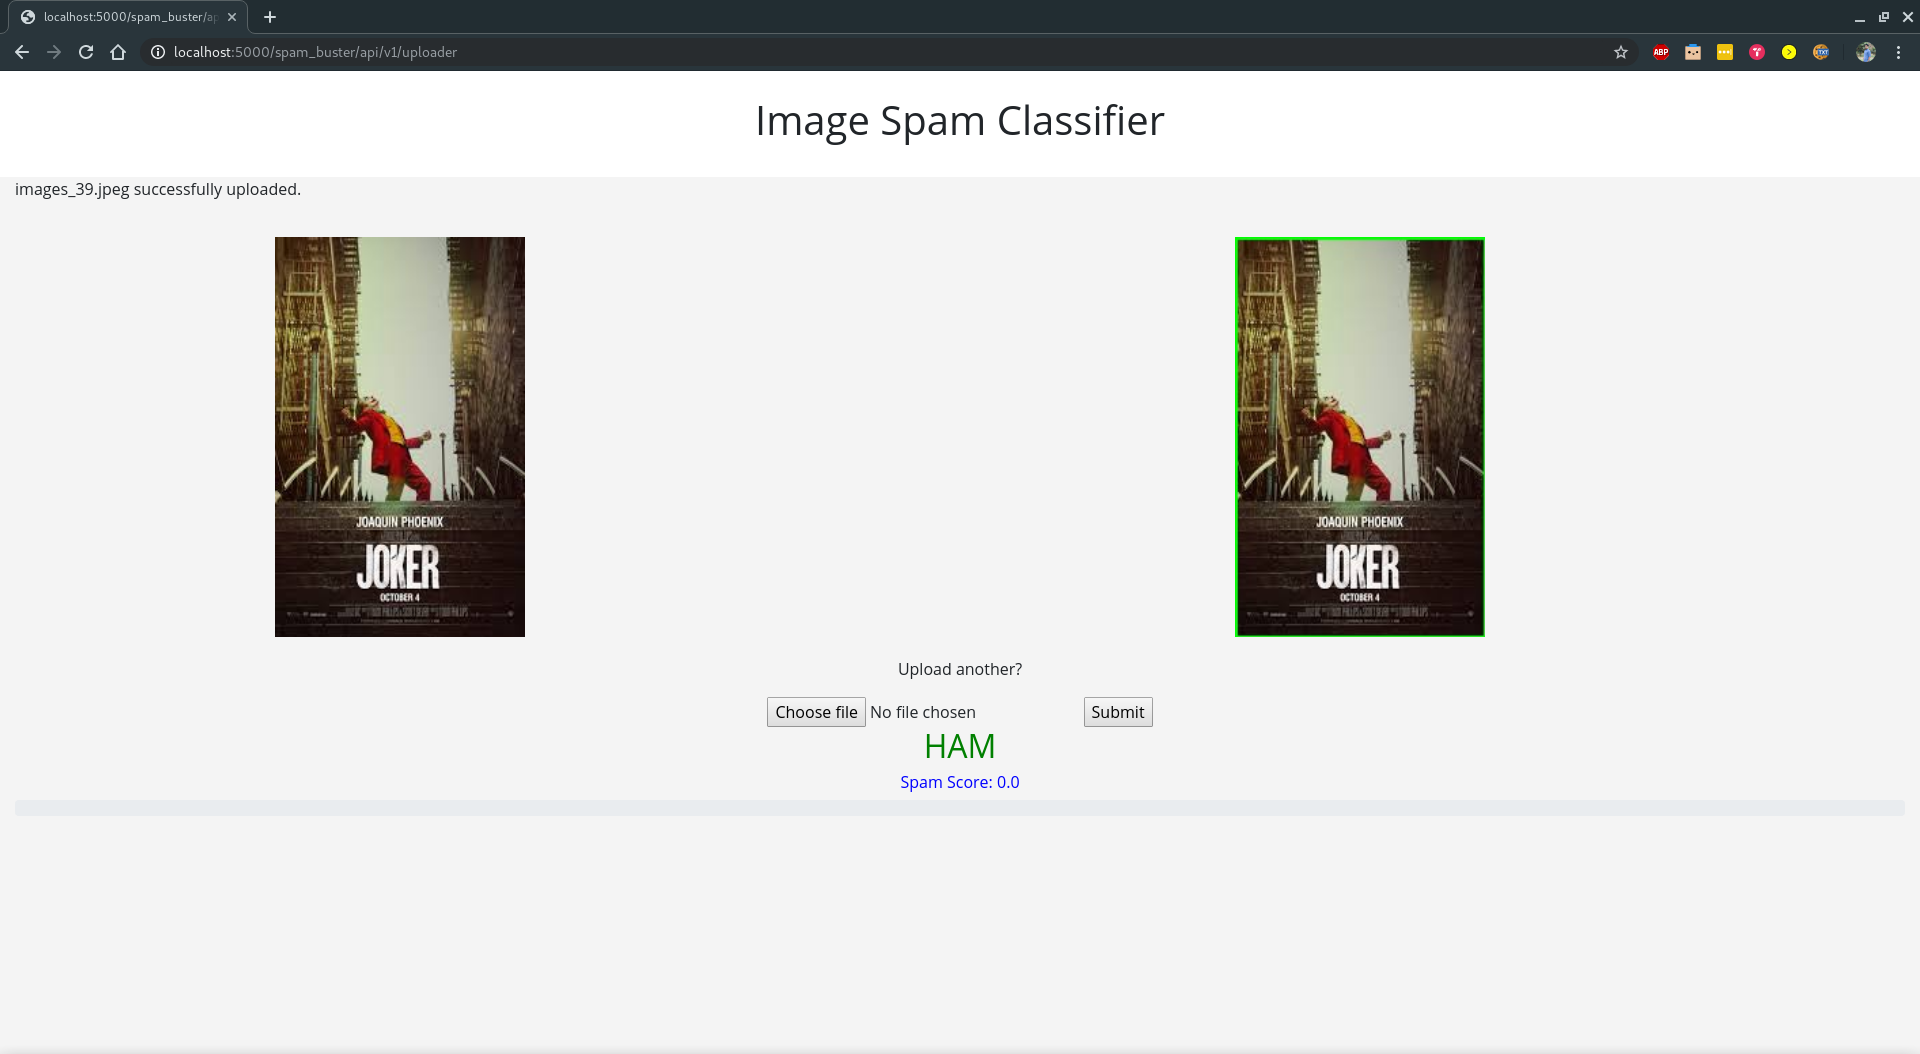 localhost:5000/spam_buster/ap
localhost:5000/spam_buster/api/v1/uploader
ABP
TXT
Image Spam Classifier
images_39.jpeg successfully uploaded.
JOAQUIN PHOENIX
JOKER
OCTOBER 4
JOAQUIN PHOENIX
JOKER
OCTOBER 4
Upload another?
Choose file No file chosen Submit
HAM
Spam Score: 0.0